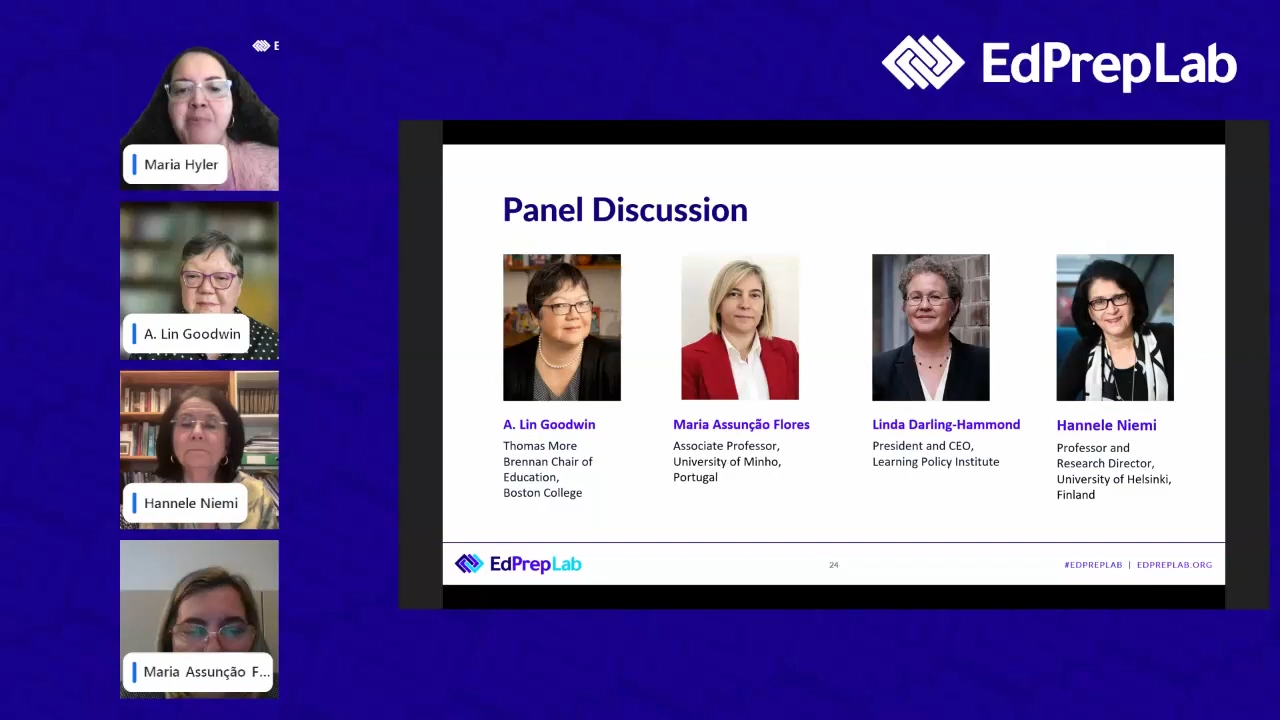 E
Maria Hyler
A. Lin Goodwin
Hannele Niemi
Maria Assunção F...
EdPrepLab
Panel Discussion
A. Lin Goodwin
Thomas More
Brennan Chair of
Education,
Boston College
Maria Assunção Flores
Associate Professor,
University of Minho,
Portugal
Linda Darling-Hammond
President and CEO,
Learning Policy Institute
Hannele Niemi
Professor and
Research Director,
University of Helsinki,
Finland
EdPrepLab
24
#EDPREPLAB | EDPREPLAB.ORG